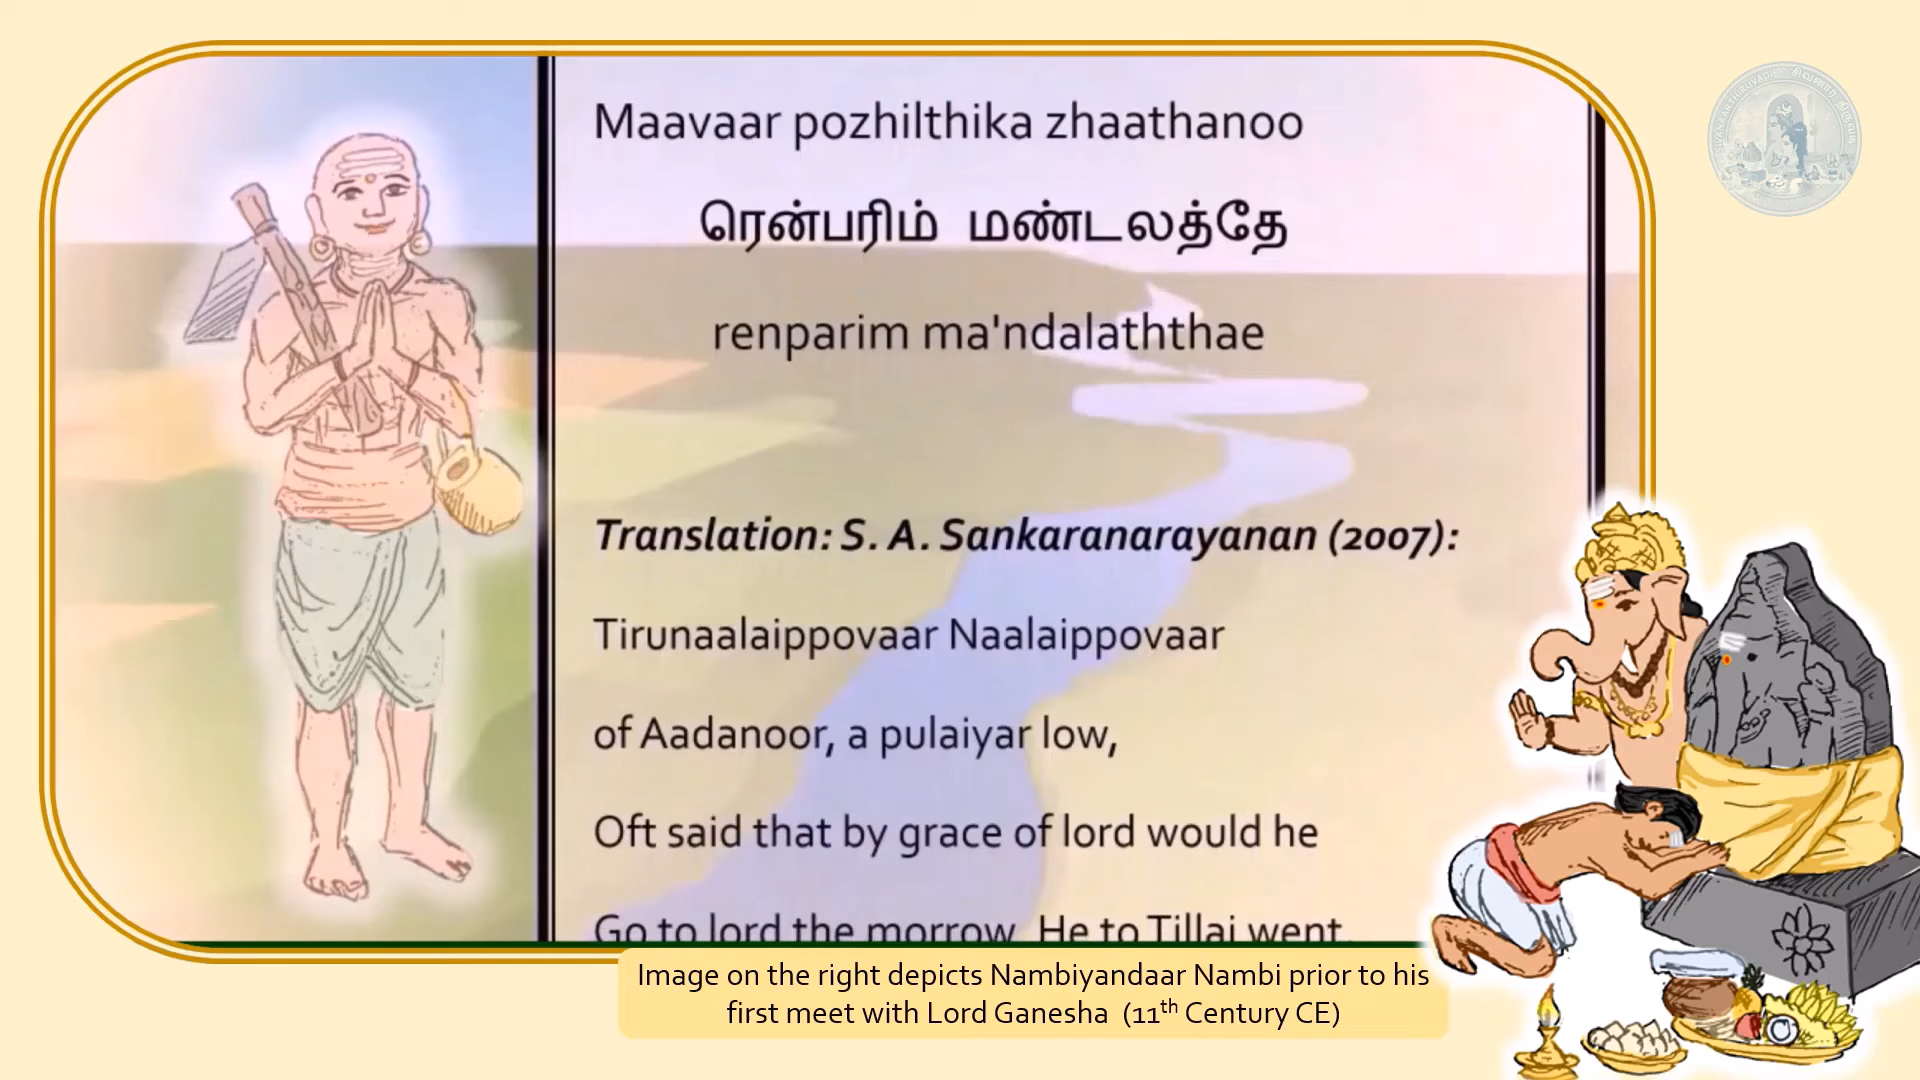 Maavaar pozhilthika zhaathanoo
ரென்பரிம் மண்டலத்தே
renparim ma'ndalaththae
Translation: S. A. Sankaranarayanan (2007):
Tirunaalaippovaar Naalaippovaar
of Aadanoor, a pulaiyar low,
Oft said that by grace of lord would he
Go to lord the morrow. He to Tillai went
Image on the right depicts Nambiyandaar Nambi prior to his
first meet with Lord Ganesha (11th Century CE)